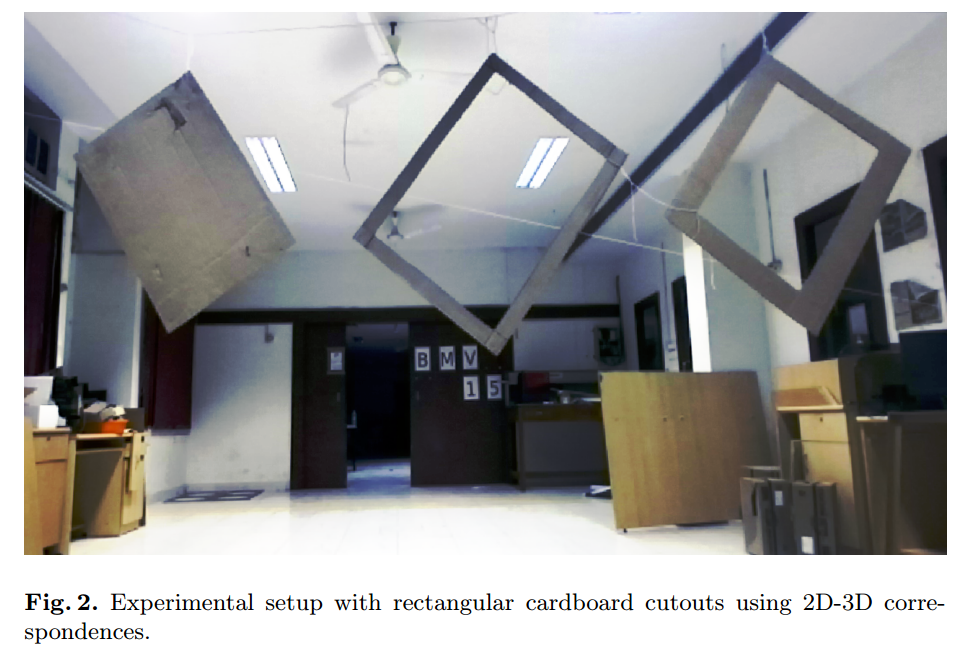 B M V
1 5
Fig. 2. Experimental setup with rectangular cardboard cutouts using 2D-3D corre-
spondences.